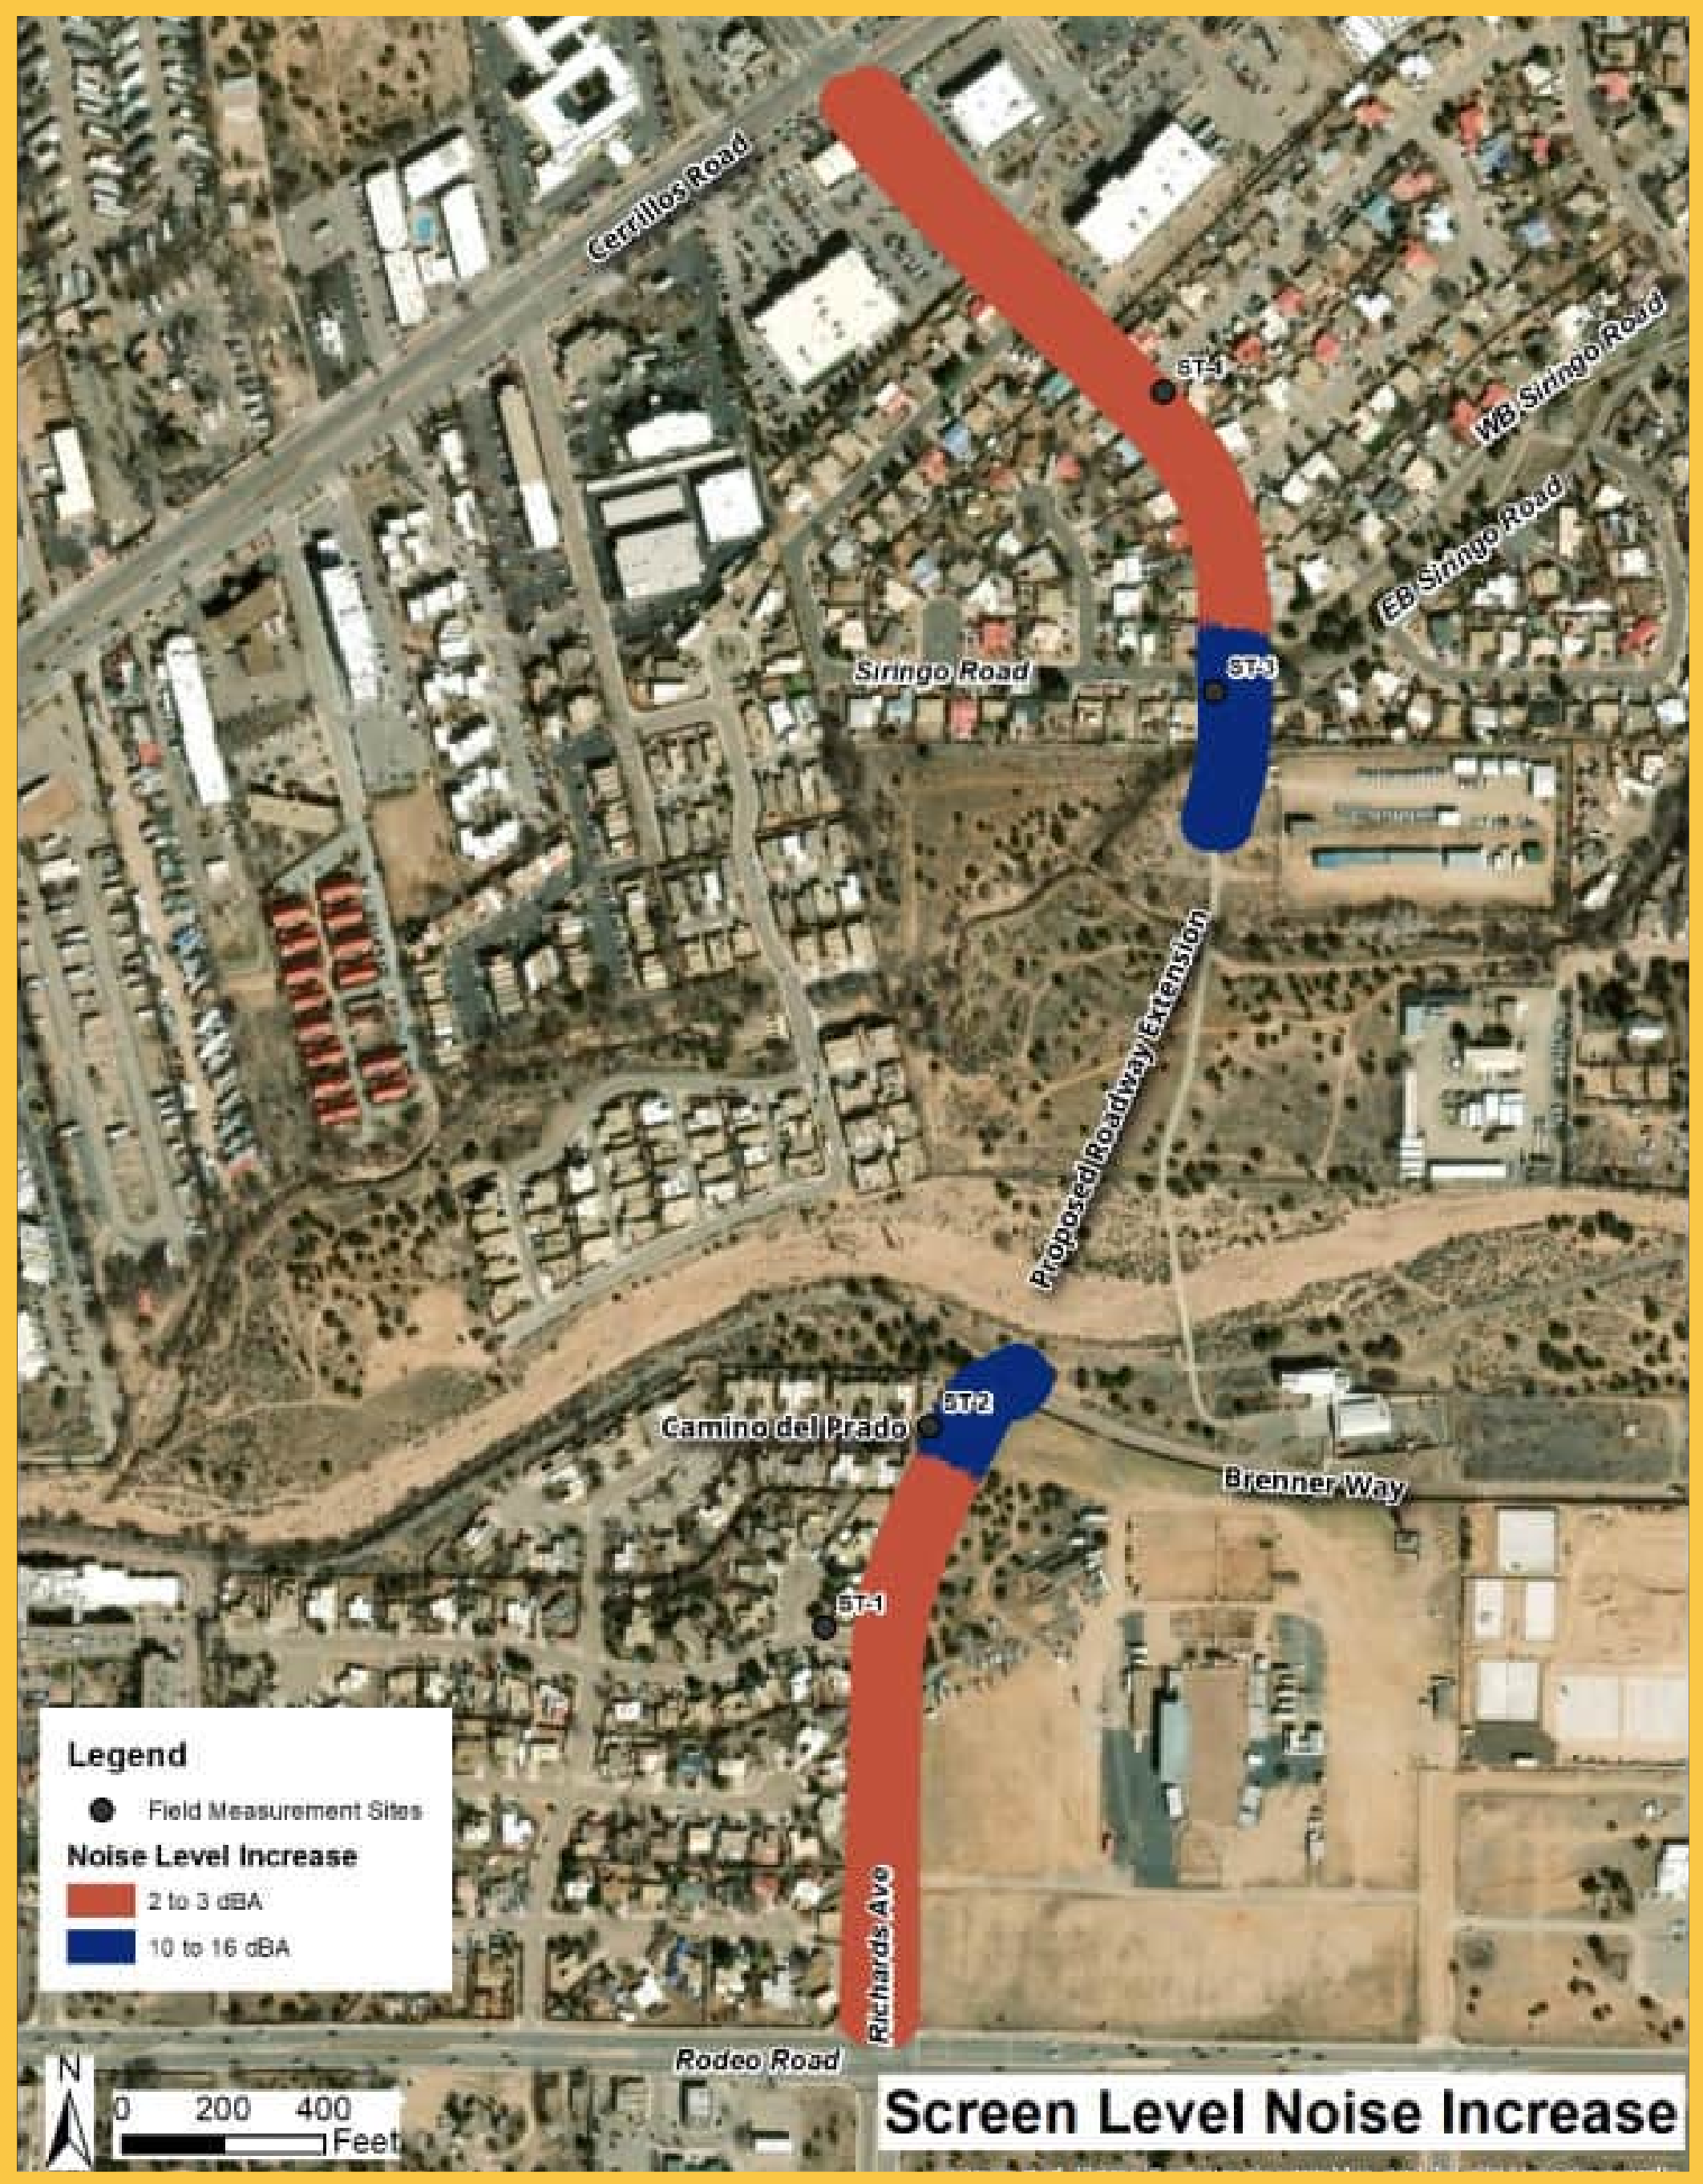 Cerrillos Road
ST-4
WB Siringo Road
EB Siringo Road
Siringo Road
ST-3
Proposed Roadway Extension
ST-2
Camino del Prado
Brenner Way
ST-1
Richards Ave
Rodeo Road
Legend
Field Measurement Sites
Noise Level Increase
2 to 3 dBA
10 to 16 dBA
N
0 200 400
Feet
Screen Level Noise Increase